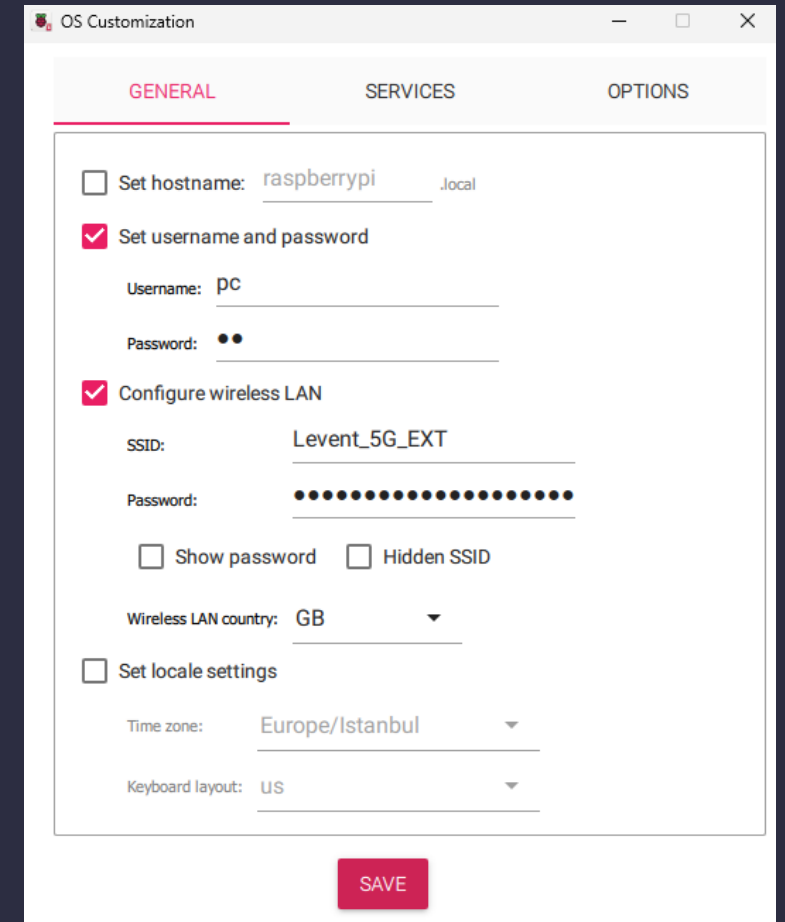 OS Customization
GENERAL SERVICES OPTIONS
Set hostname: raspberrypi .local
Set username and password
Username: pc
Password: ●●
Configure wireless LAN
SSID: Levent_5G_EXT
Password: ●●●●●●●●●●●●●●●●●●●●
Show password Hidden SSID
Wireless LAN country: GB
Set locale settings
Time zone: Europe/Istanbul
Keyboard layout: us
SAVE